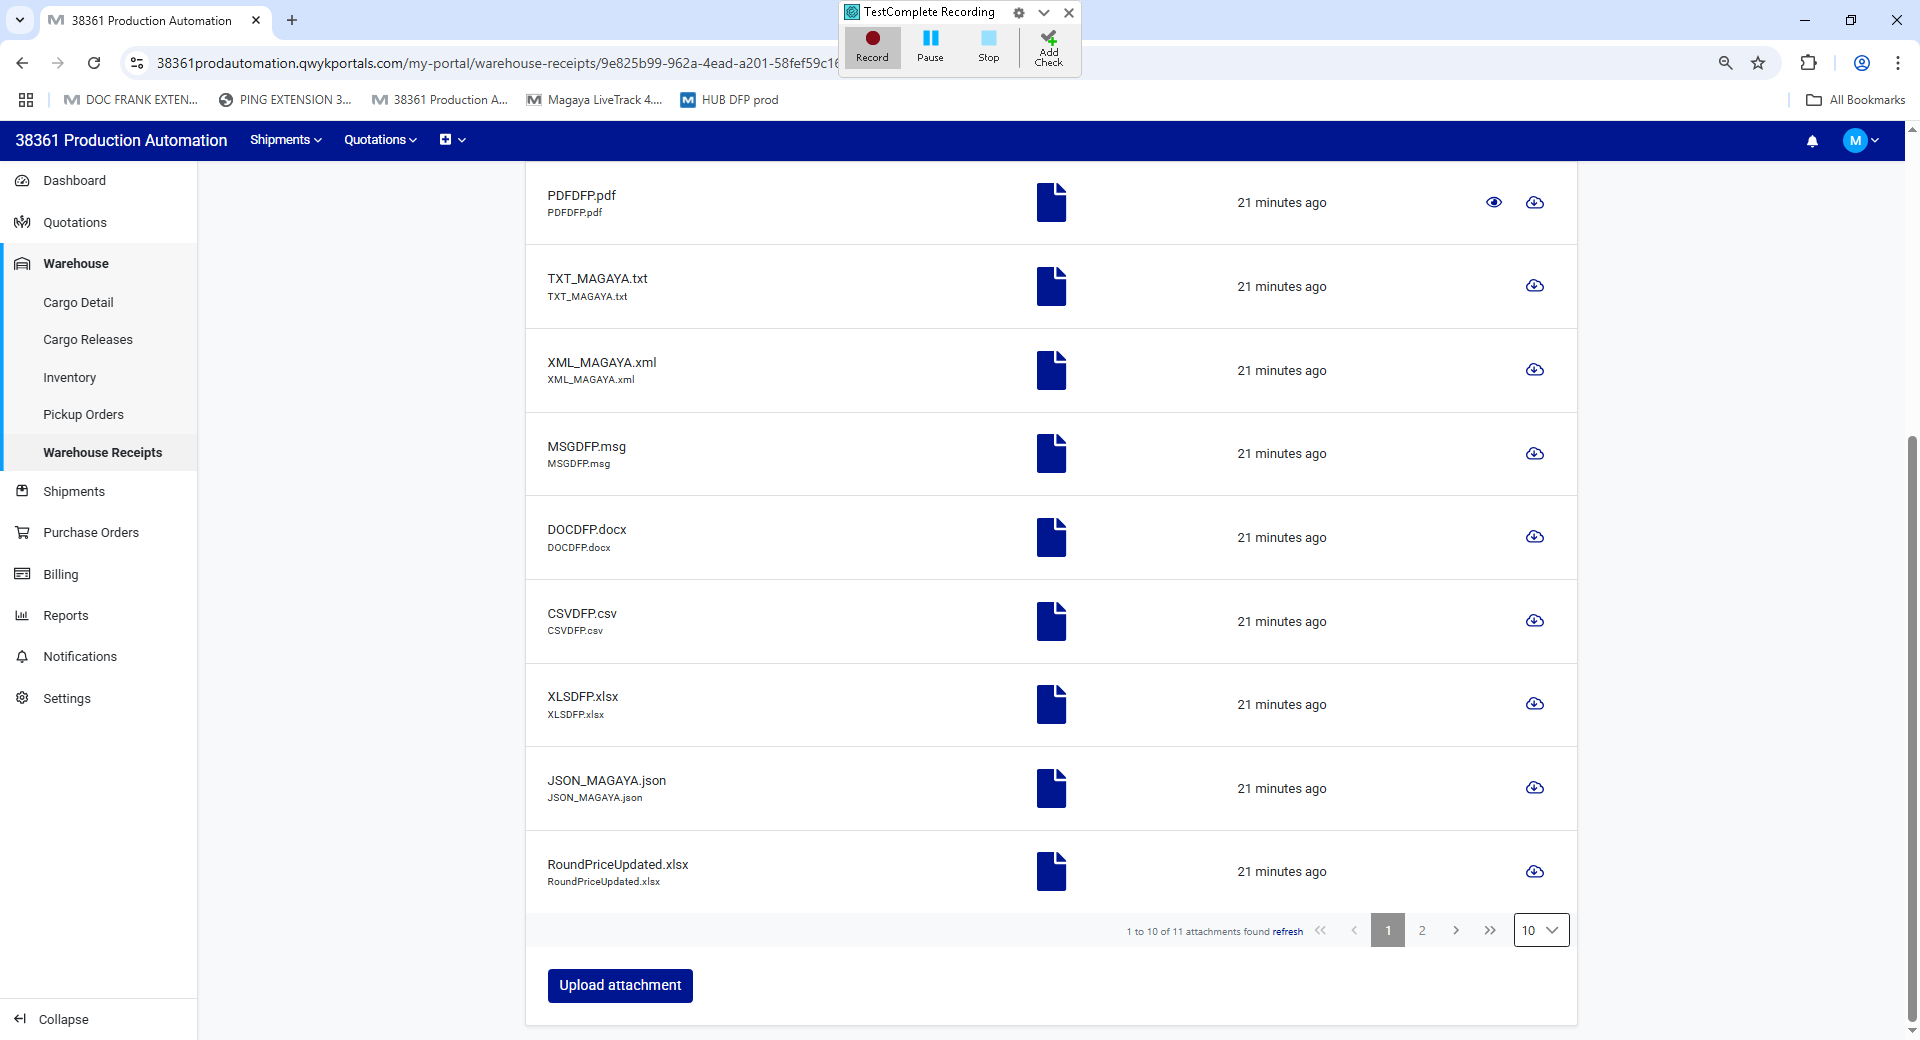 38361 Production Automation
TestComplete Recording
Record
Pause
Stop
Add
Check
38361prodautomation.qwykportals.com/my-portal/warehouse-receipts/9e825b99-962a-4ead-a201-58fef59c16
DOC FRANK EXTEN...
PING EXTENSION 3...
38361 Production A...
Magaya LiveTrack 4....
HUB DFP prod
All Bookmarks
38361 Production Automation
Shipments
Quotations
M
Dashboard
Quotations
Warehouse
Cargo Detail
Cargo Releases
Inventory
Pickup Orders
Warehouse Receipts
Shipments
Purchase Orders
Billing
Reports
Notifications
Settings
Collapse
PDFDFP.pdf
PDFDFP.pdf
21 minutes ago
TXT_MAGAYA.txt
TXT_MAGAYA.txt
21 minutes ago
XML_MAGAYA.xml
XML_MAGAYA.xml
21 minutes ago
MSGDFP.msg
MSGDFP.msg
21 minutes ago
DOCDFP.docx
DOCDFP.docx
21 minutes ago
CSVDFP.csv
CSVDFP.csv
21 minutes ago
XLSDFP.xlsx
XLSDFP.xlsx
21 minutes ago
JSON_MAGAYA.json
JSON_MAGAYA.json
21 minutes ago
RoundPriceUpdated.xlsx
RoundPriceUpdated.xlsx
21 minutes ago
1 to 10 of 11 attachments found refresh
1
2
10
Upload attachment